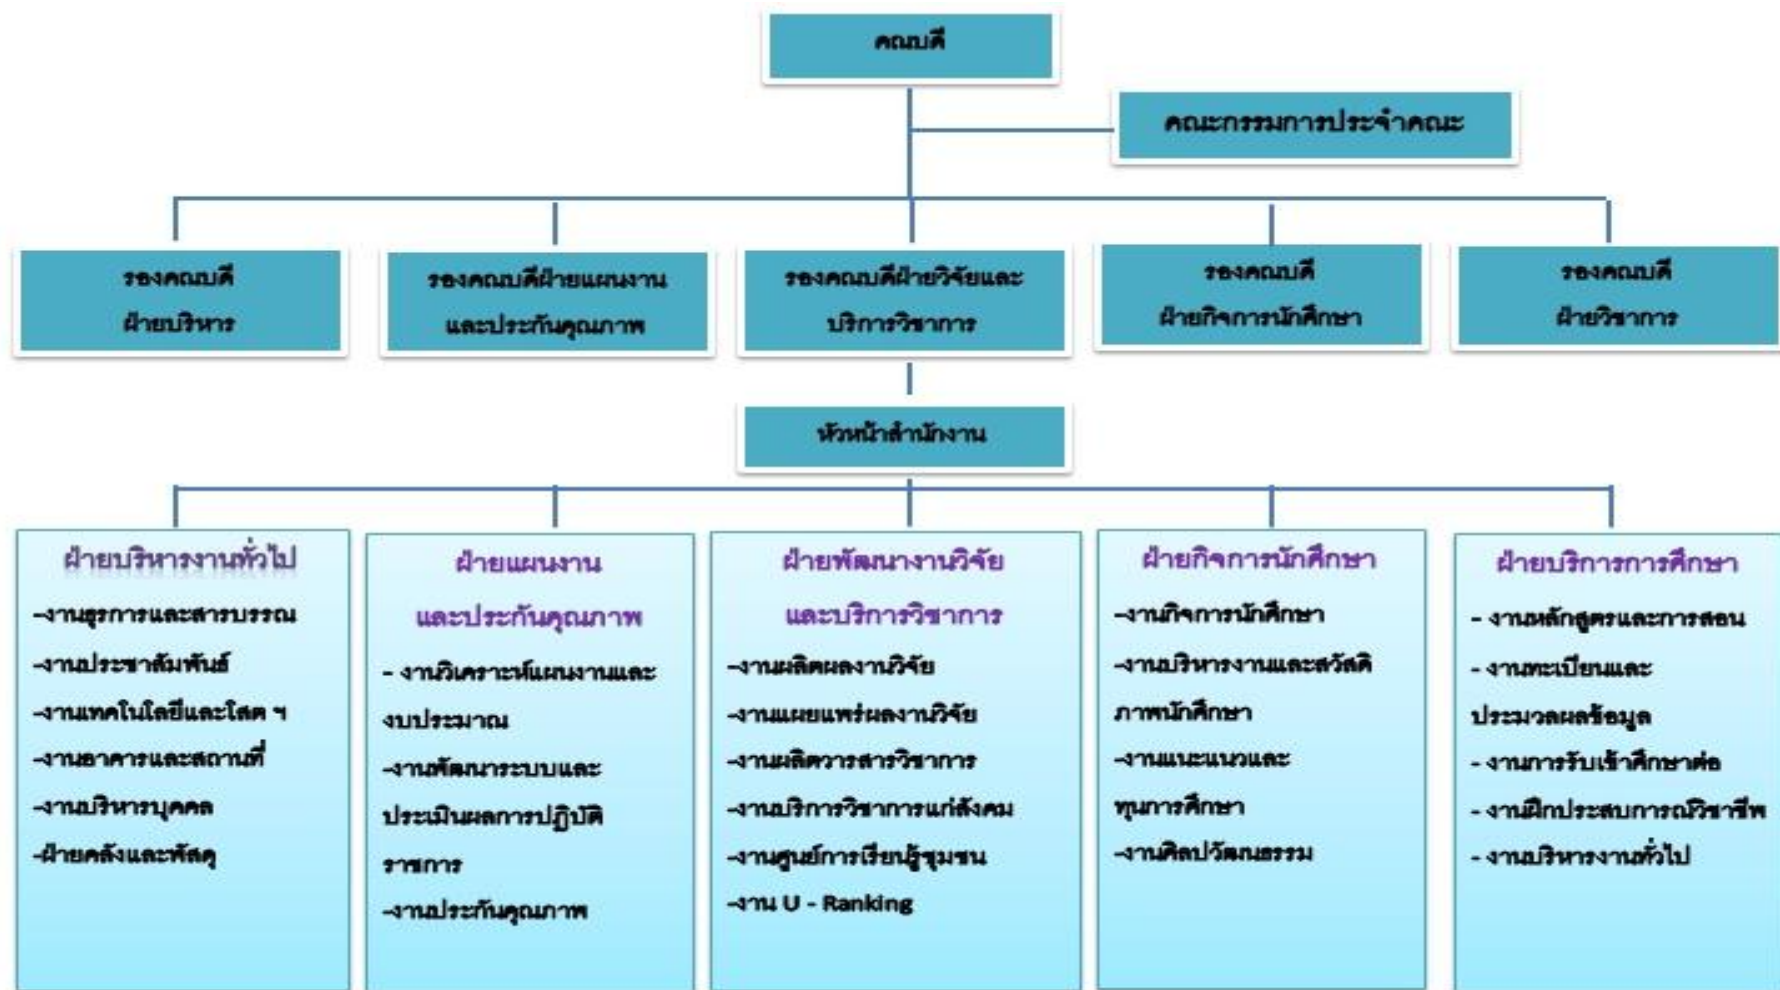 คณบดี
คณะกรรมการประจำคณะ
รองคณบดี
ฝ่ายบริหาร
รองคณบดีฝ่ายแผนงาน
และประกันคุณภาพ
รองคณบดีฝ่ายวิจัยและ
บริการวิชาการ
รองคณบดี
ฝ่ายกิจการนักศึกษา
รองคณบดี
ฝ่ายวิชาการ
หัวหน้าสำนักงาน
ฝ่ายบริหารงานทั่วไป
-งานธุรการและสารบรรณ
-งานประชาสัมพันธ์
-งานเทคโนโลยีและโสต ฯ
-งานอาคารและสถานที่
-งานบริหารบุคคล
-ฝ่ายคลังและพัสดุ
ฝ่ายแผนงาน
และประกันคุณภาพ
- งานวิเคราะห์แผนงานและ
งบประมาณ
-งานพัฒนาระบบและ
ประเมินผลการปฏิบัติ
ราชการ
-งานประกันคุณภาพ
ฝ่ายพัฒนางานวิจัย
และบริการวิชาการ
-งานผลิตผลงานวิจัย
-งานเผยแพร่ผลงานวิจัย
-งานผลิตวารสารวิชาการ
-งานบริการวิชาการแก่สังคม
-งานศูนย์การเรียนรู้ชุมชน
-งาน U - Ranking
ฝ่ายกิจการนักศึกษา
-งานกิจการนักศึกษา
-งานบริหารงานและสวัสดิ
ภาพนักศึกษา
-งานแนะแนวและ
ทุนการศึกษา
-งานศิลปวัฒนธรรม
ฝ่ายบริการการศึกษา
- งานหลักสูตรและการสอน
- งานทะเบียนและ
ประมวลผลข้อมูล
- งานการรับเข้าศึกษาต่อ
- งานฝึกประสบการณ์วิชาชีพ
- งานบริหารงานทั่วไป